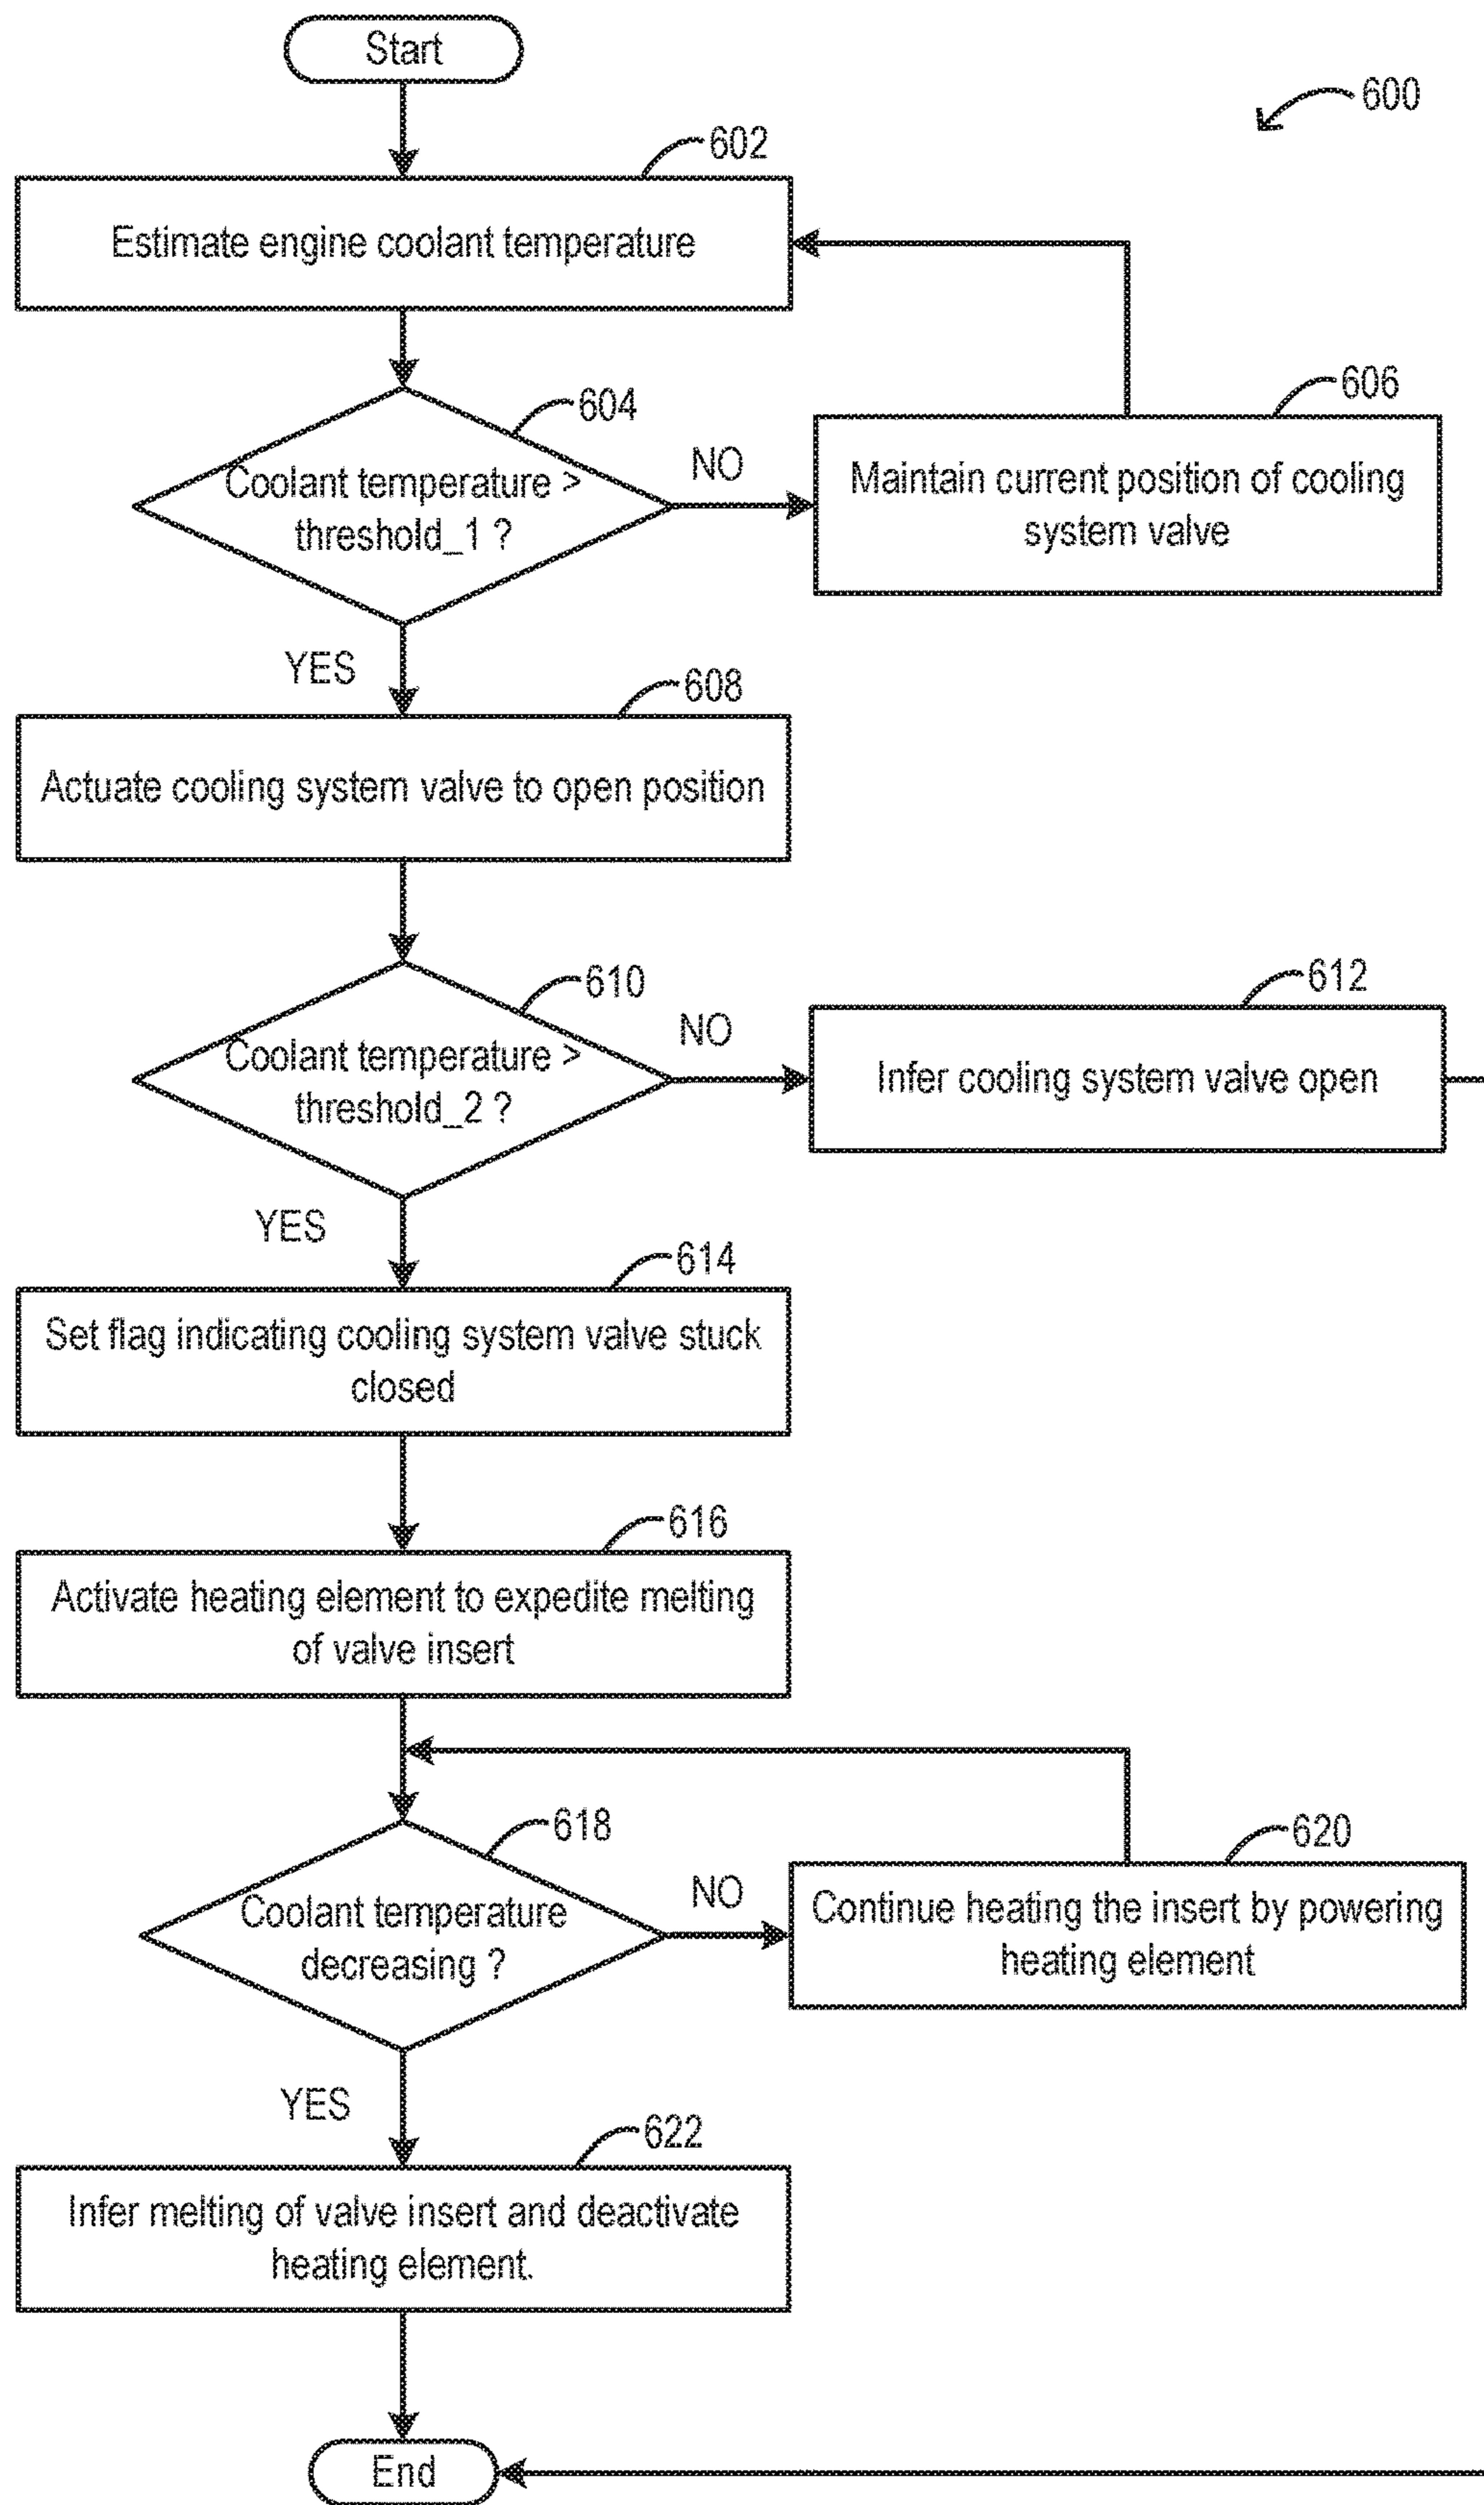 Start
600
602
Estimate engine coolant temperature
604
606
Coolant temperature >
threshold_1 ?
NO
Maintain current position of cooling
system valve
YES
608
Actuate cooling system valve to open position
610
612
Coolant temperature >
threshold_2 ?
NO
Infer cooling system valve open
YES
614
Set flag indicating cooling system valve stuck
closed
616
Activate heating element to expedite melting
of valve insert
618
620
Coolant temperature
decreasing ?
NO
Continue heating the insert by powering
heating element
YES
622
Infer melting of valve insert and deactivate
heating element.
End